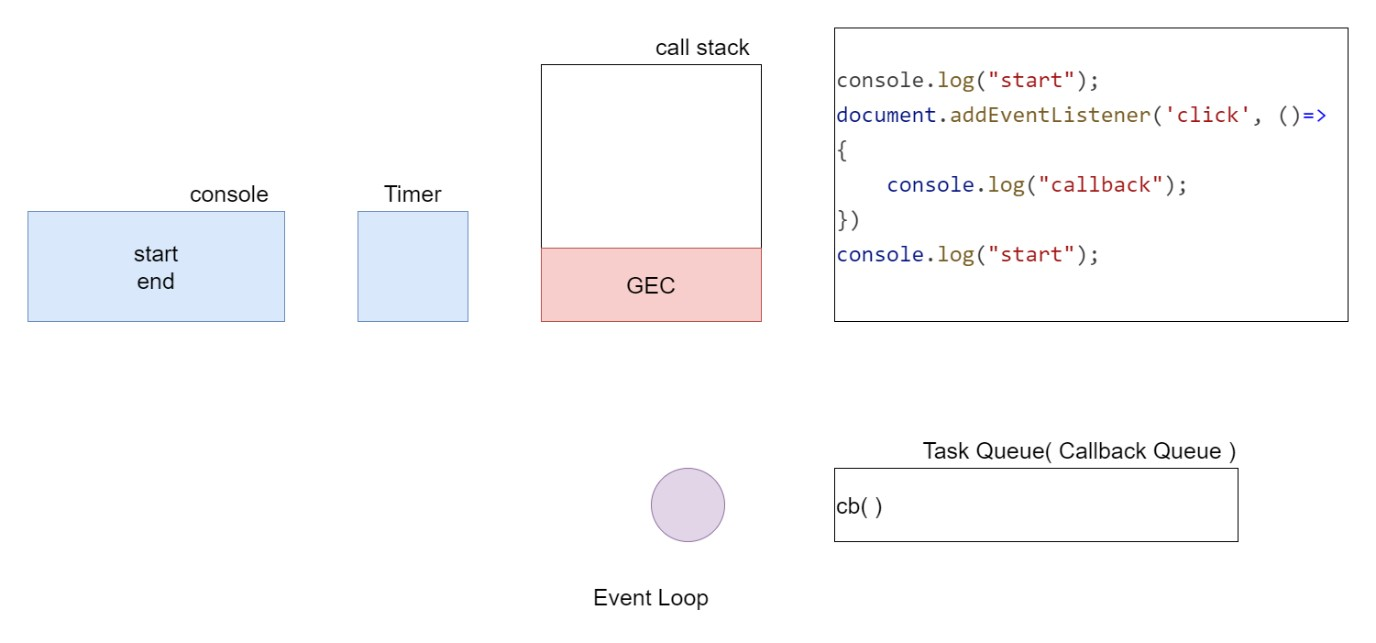 call stack
console.log("start");
document.addEventListener('click', ()=>
{
    console.log("callback");
})
console.log("start");
console
Timer
start
end
GEC
Task Queue( Callback Queue )
cb( )
Event Loop